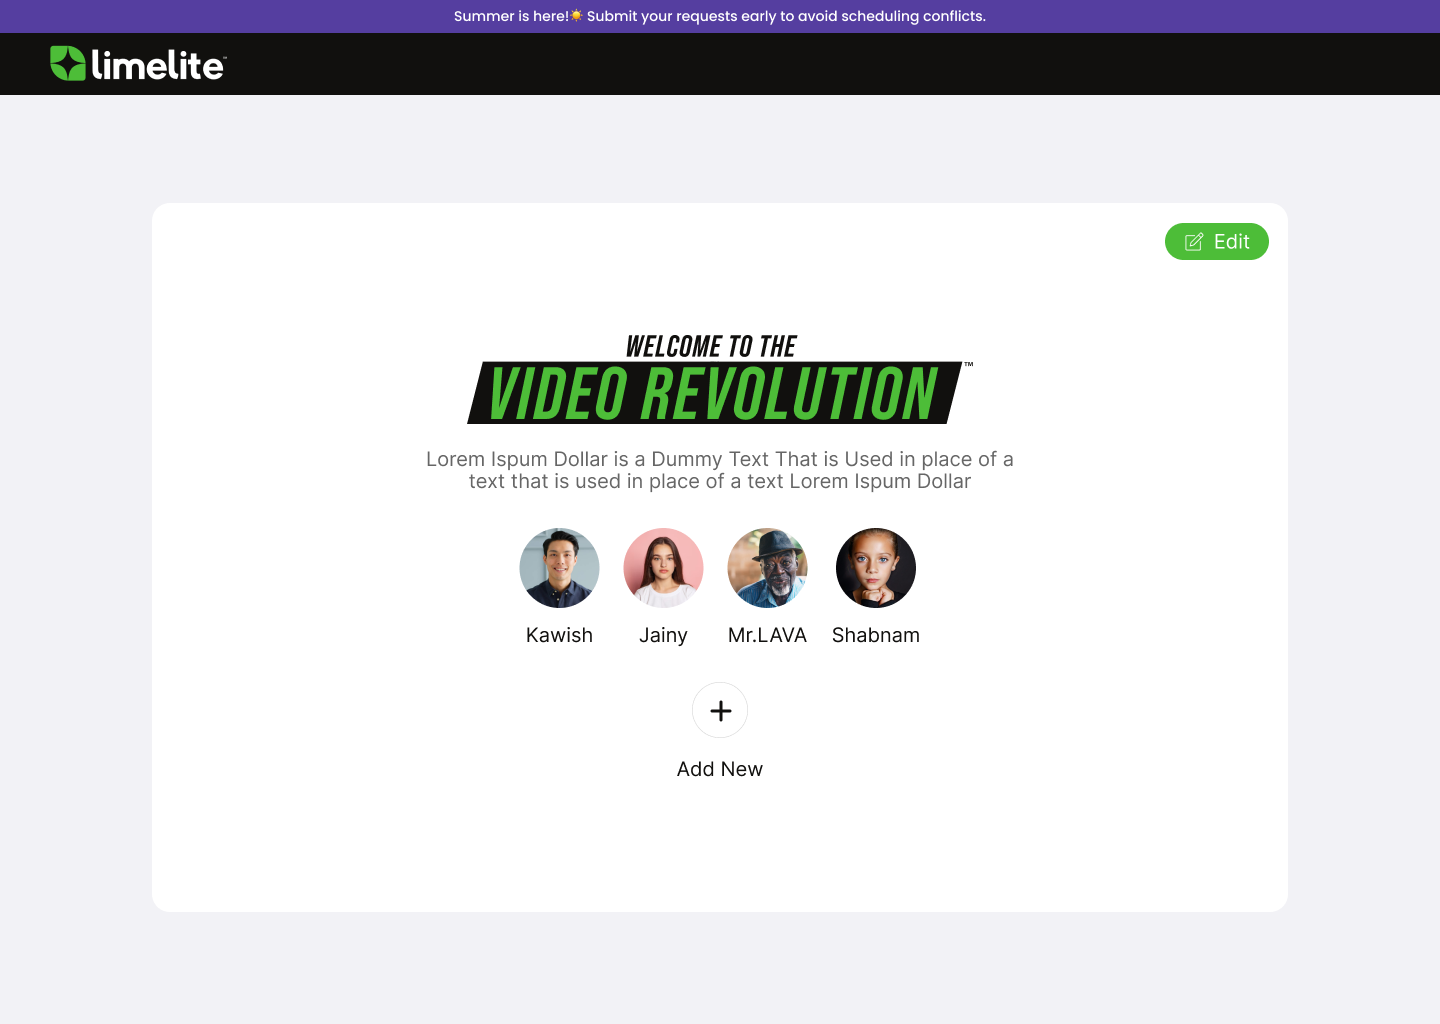 Summer is here!☀️ Submit your requests early to avoid scheduling conflicts.
limelite™
Edit
WELCOME TO THE
VIDEO REVOLUTION™
Lorem Ispum Dollar is a Dummy Text That is Used in place of a
text that is used in place of a text Lorem Ispum Dollar
Kawish Jainy Mr.LAVA Shabnam
Add New